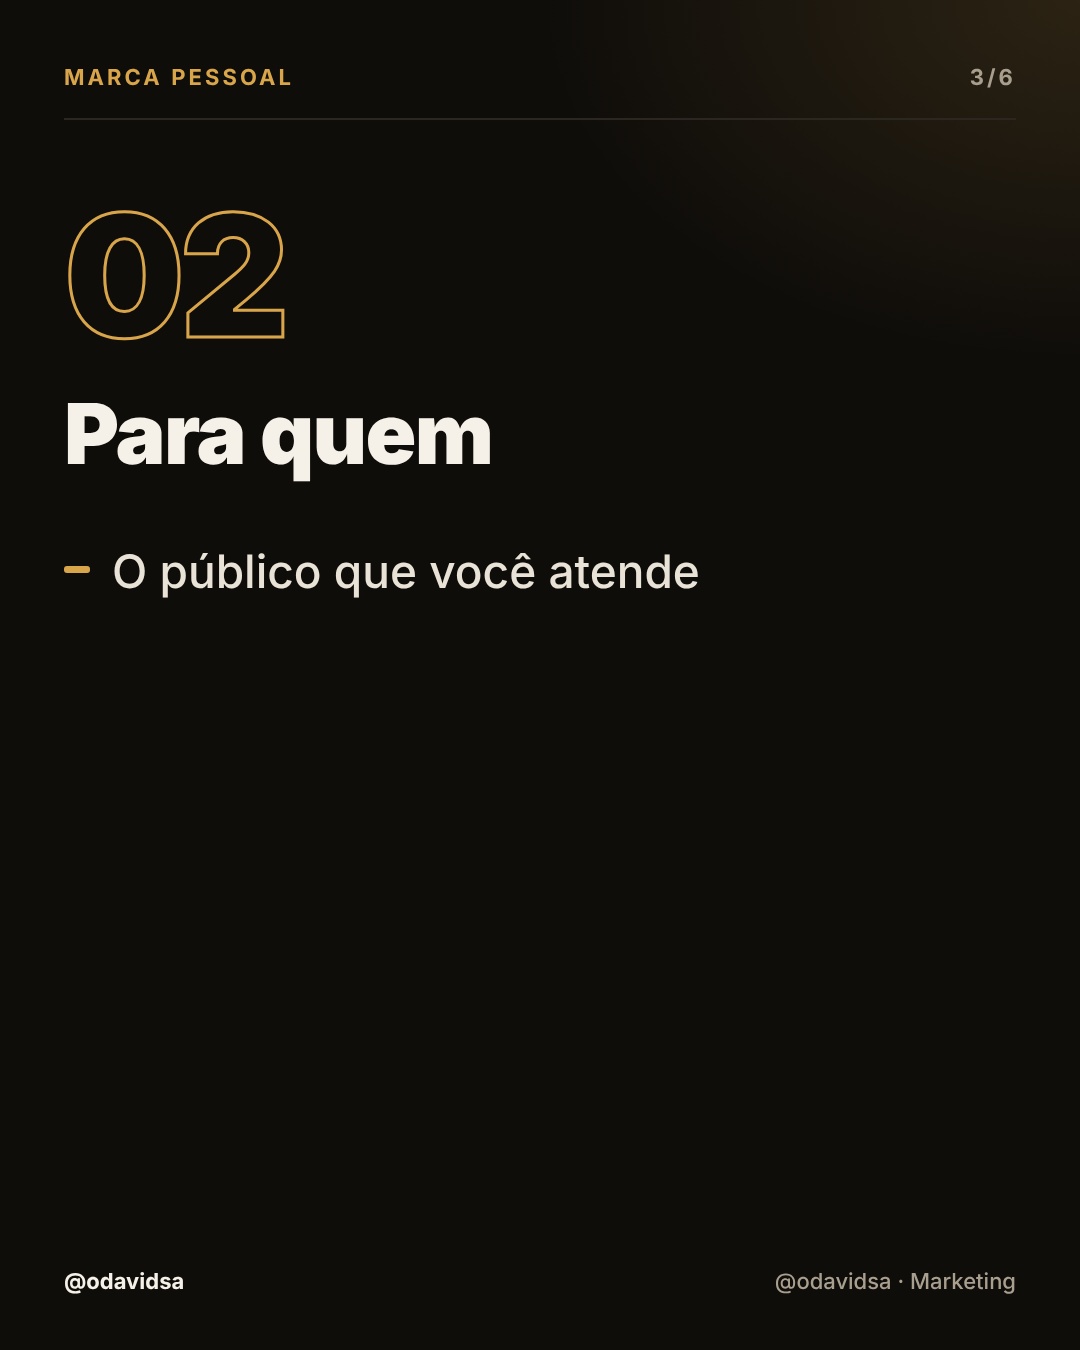 MARCA PESSOAL
3/6
02
Para quem
O público que você atende
@odavidsa
@odavidsa · Marketing